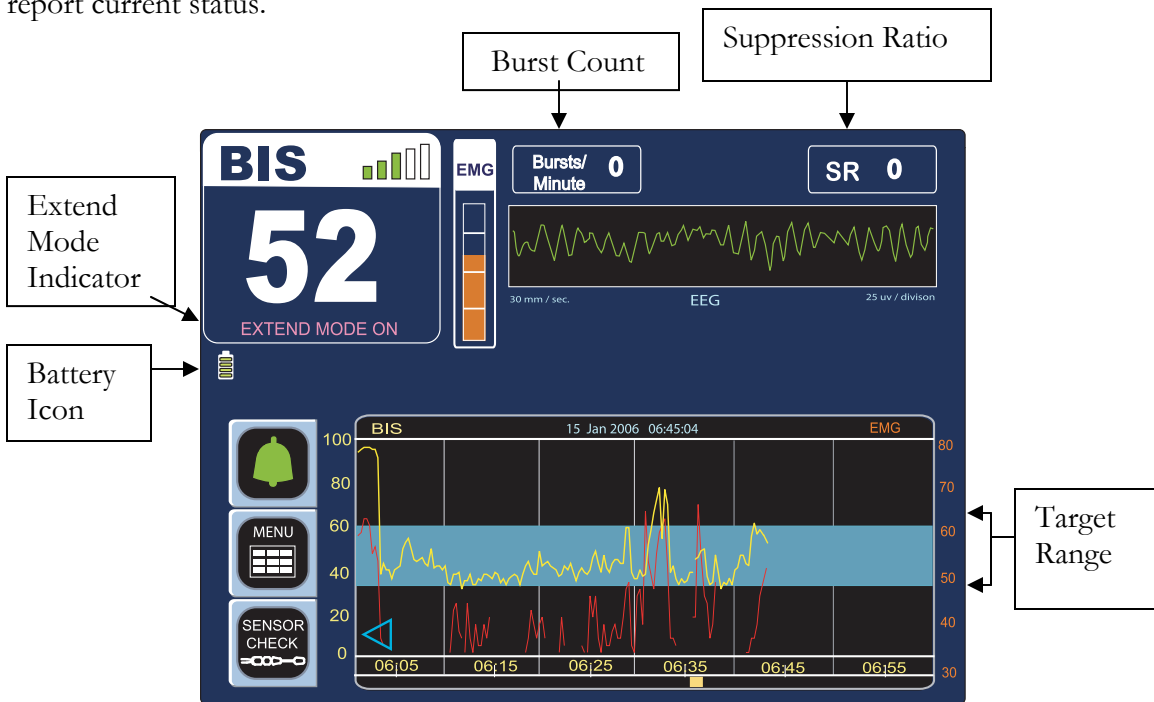 report current status.
Suppression Ratio
Burst Count
BIS
EMG
Bursts/
Minute
0
SR 0
52
Extend
Mode
Indicator
30 mm / sec.
EEG
25 uv / divison
EXTEND MODE ON
Battery
Icon
BIS
15 Jan 2006 06:45:04
EMG
100
80
60
40
20
0
80
70
60
50
40
30
MENU
SENSOR
CHECK
Target
Range
06:05 06:15 06:25 06:35 06:45 06:55